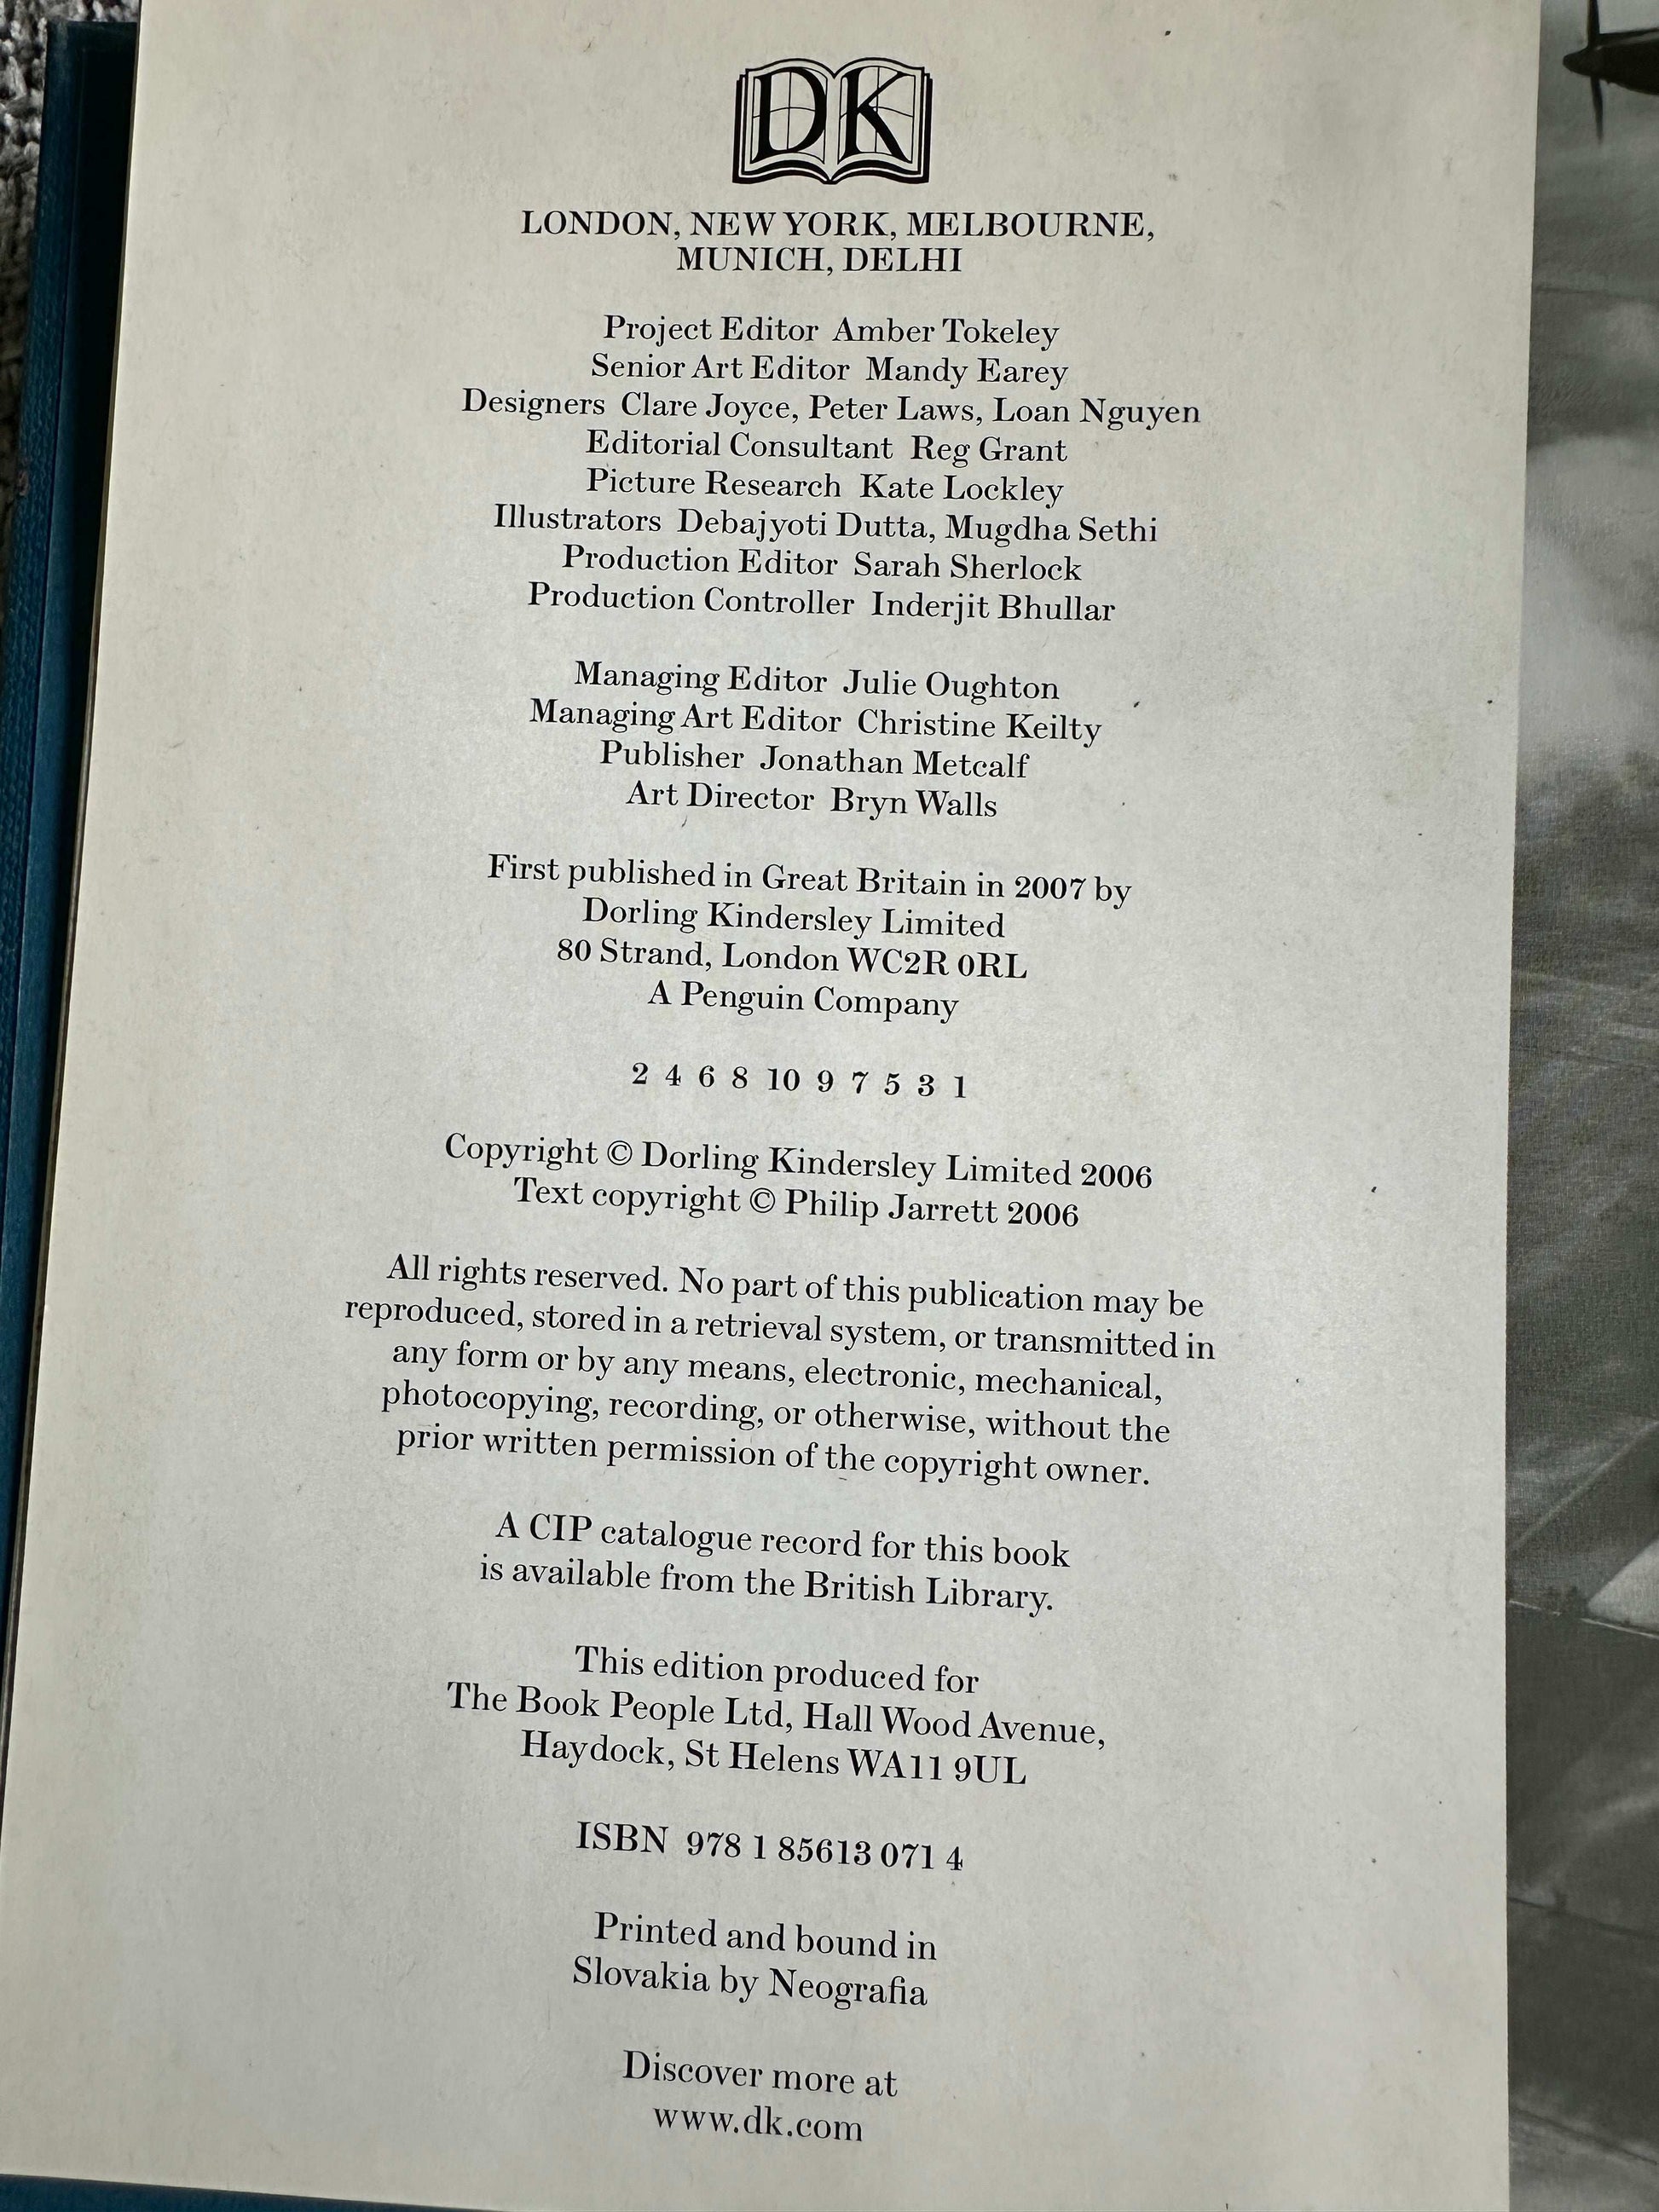 DK
LONDON, NEW YORK, MELBOURNE,
MUNICH, DELHI
Project Editor Amber Tokeley
Senior Art Editor Mandy Earey
Designers Clare Joyce, Peter Laws, Loan Nguyen
Editorial Consultant Reg Grant
Picture Research Kate Lockley
Illustrators Debajyoti Dutta, Mugdha Sethi
Production Editor Sarah Sherlock
Production Controller Inderjit Bhullar
Managing Editor Julie Oughton
Managing Art Editor Christine Keilty
Publisher Jonathan Metcalf
Art Director Bryn Walls
First published in Great Britain in 2007 by
Dorling Kindersley Limited
80 Strand, London WC2R 0RL
A Penguin Company
2 4 6 8 10 9 7 5 3 1
Copyright © Dorling Kindersley Limited 2006
Text copyright © Philip Jarrett 2006
All rights reserved. No part of this publication may be
reproduced, stored in a retrieval system, or transmitted in
any form or by any means, electronic, mechanical,
photocopying, recording, or otherwise, without the
prior written permission of the copyright owner.
A CIP catalogue record for this book
is available from the British Library.
This edition produced for
The Book People Ltd, Hall Wood Avenue,
Haydock, St Helens WA11 9UL
ISBN 978 1 85613 071 4
Printed and bound in
Slovakia by Neografia
Discover more at
www.dk.com